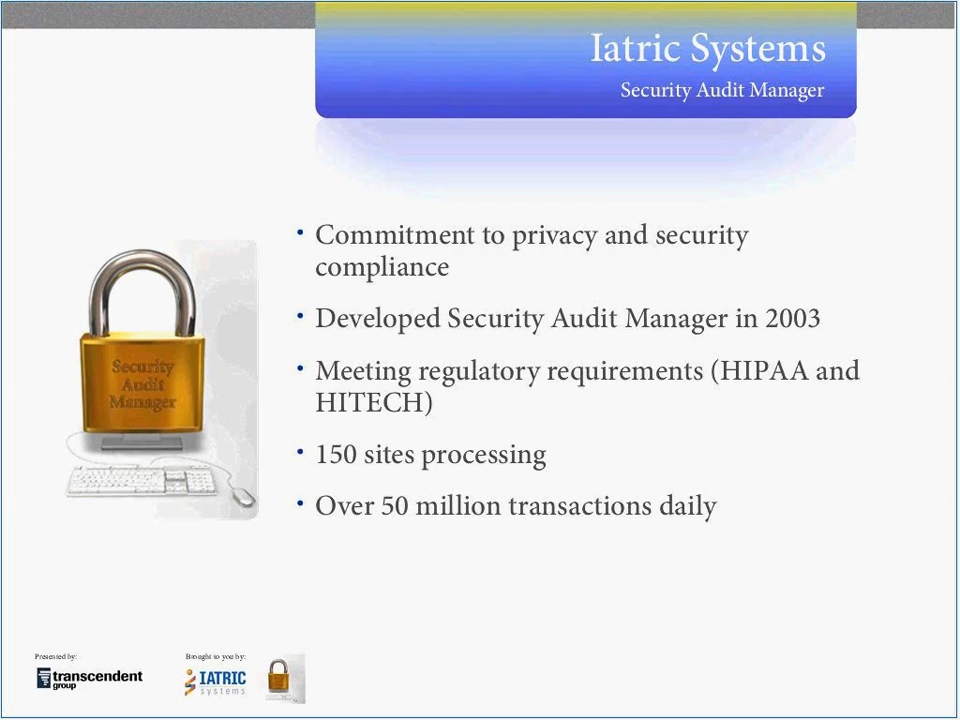 Iatric Systems
Security Audit Manager
• Commitment to privacy and security
compliance
• Developed Security Audit Manager in 2003
• Meeting regulatory requirements (HIPAA and
HITECH)
• 150 sites processing
• Over 50 million transactions daily
Security
Audit
Manager
Presented by:
transcendent
group
Brought to you by:
IATRIC
systems